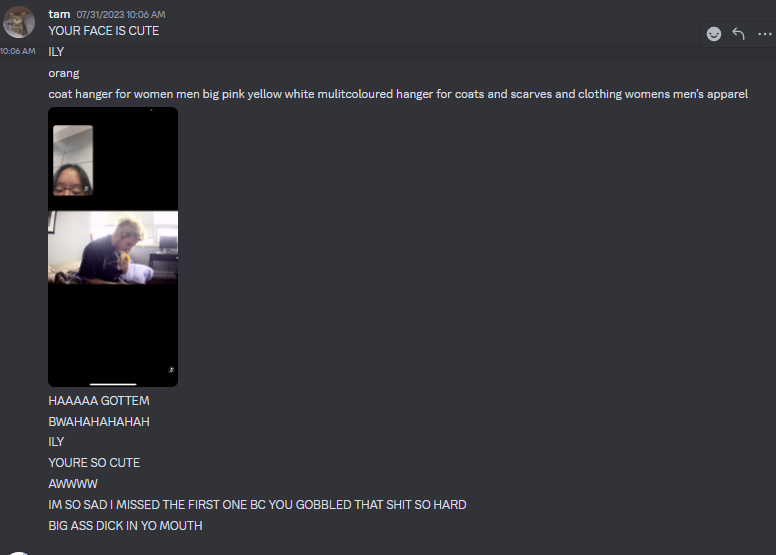 tam 07/31/2023 10:06 AM
YOUR FACE IS CUTE
10:06 AM ILY
orang
coat hanger for women men big pink yellow white mulitcoloured hanger for coats and scarves and clothing womens men's apparel
HAAAAA GOTTEM
BWAHAHAHAHAH
ILY
YOURE SO CUTE
AWWWW
IM SO SAD I MISSED THE FIRST ONE BC YOU GOBBLED THAT SHIT SO HARD
BIG ASS DICK IN YO MOUTH